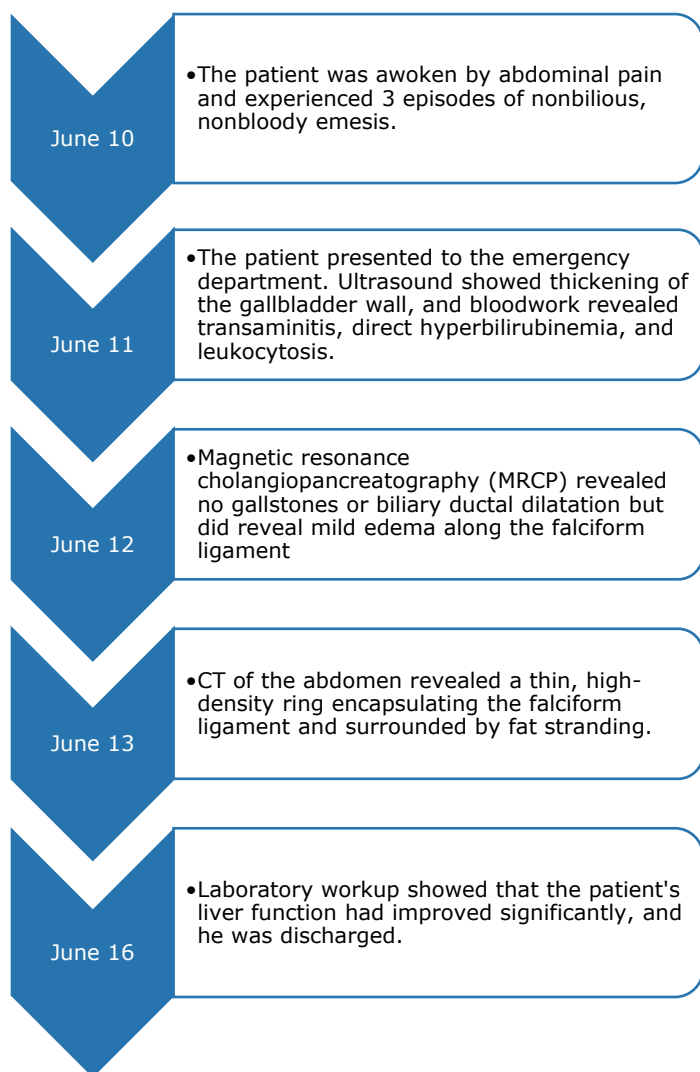 June 10
•The patient was awoken by abdominal pain
and experienced 3 episodes of nonbilious,
nonbloody emesis.
June 11
•The patient presented to the emergency
department. Ultrasound showed thickening of
the gallbladder wall, and bloodwork revealed
transaminitis, direct hyperbilirubinemia, and
leukocytosis.
June 12
•Magnetic resonance
cholangiopancreatography (MRCP) revealed
no gallstones or biliary ductal dilatation but
did reveal mild edema along the falciform
ligament
June 13
•CT of the abdomen revealed a thin, high-
density ring encapsulating the falciform
ligament and surrounded by fat stranding.
June 16
•Laboratory workup showed that the patient's
liver function had improved significantly, and
he was discharged.